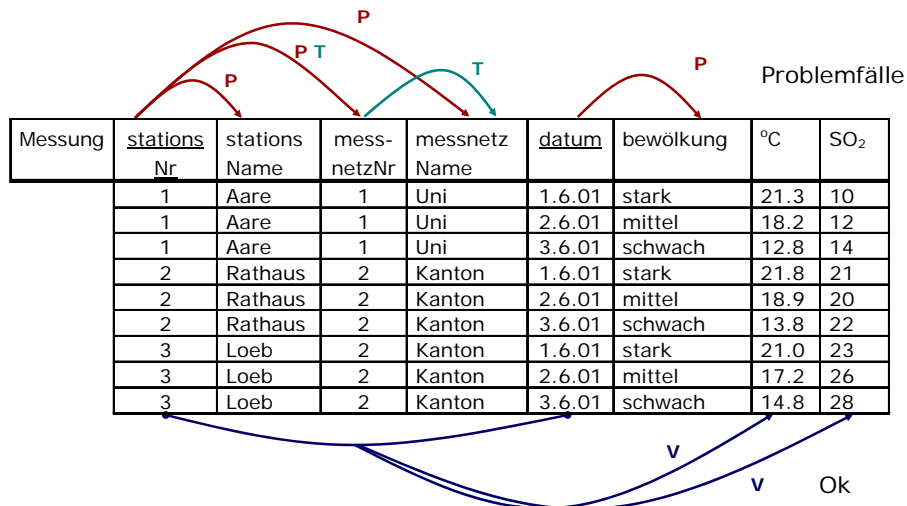 P
P T
P
T
P
Problemfälle
Messung stations Nr stations Name mess-netzNr messnetz Name datum bewölkung °C SO₂
1 Aare 1 Uni 1.6.01 stark 21.3 10
1 Aare 1 Uni 2.6.01 mittel 18.2 12
1 Aare 1 Uni 3.6.01 schwach 12.8 14
2 Rathaus 2 Kanton 1.6.01 stark 21.8 21
2 Rathaus 2 Kanton 2.6.01 mittel 18.9 20
2 Rathaus 2 Kanton 3.6.01 schwach 13.8 22
3 Loeb 2 Kanton 1.6.01 stark 21.0 23
3 Loeb 2 Kanton 2.6.01 mittel 17.2 26
3 Loeb 2 Kanton 3.6.01 schwach 14.8 28
V
V Ok